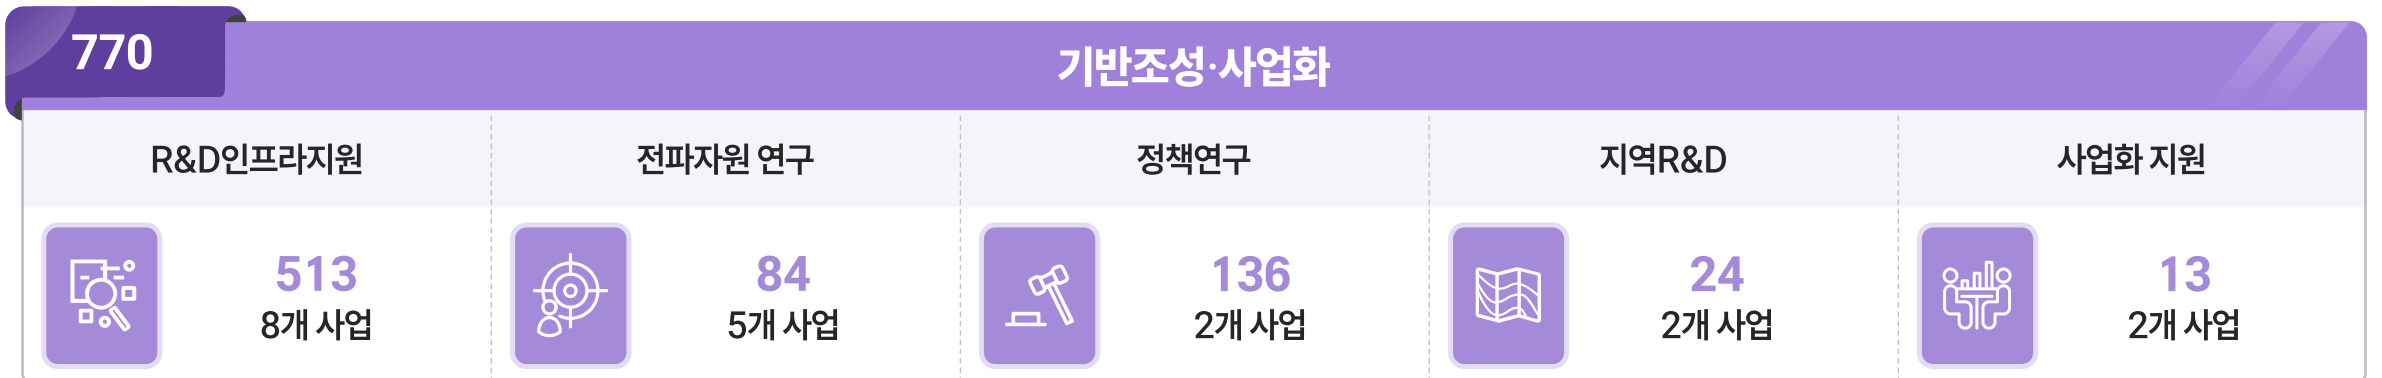 770
기반조성·사업화
R&D인프라지원
전파자원 연구
정책연구
지역R&D
사업화 지원
513
8개 사업
84
5개 사업
136
2개 사업
24
2개 사업
13
2개 사업